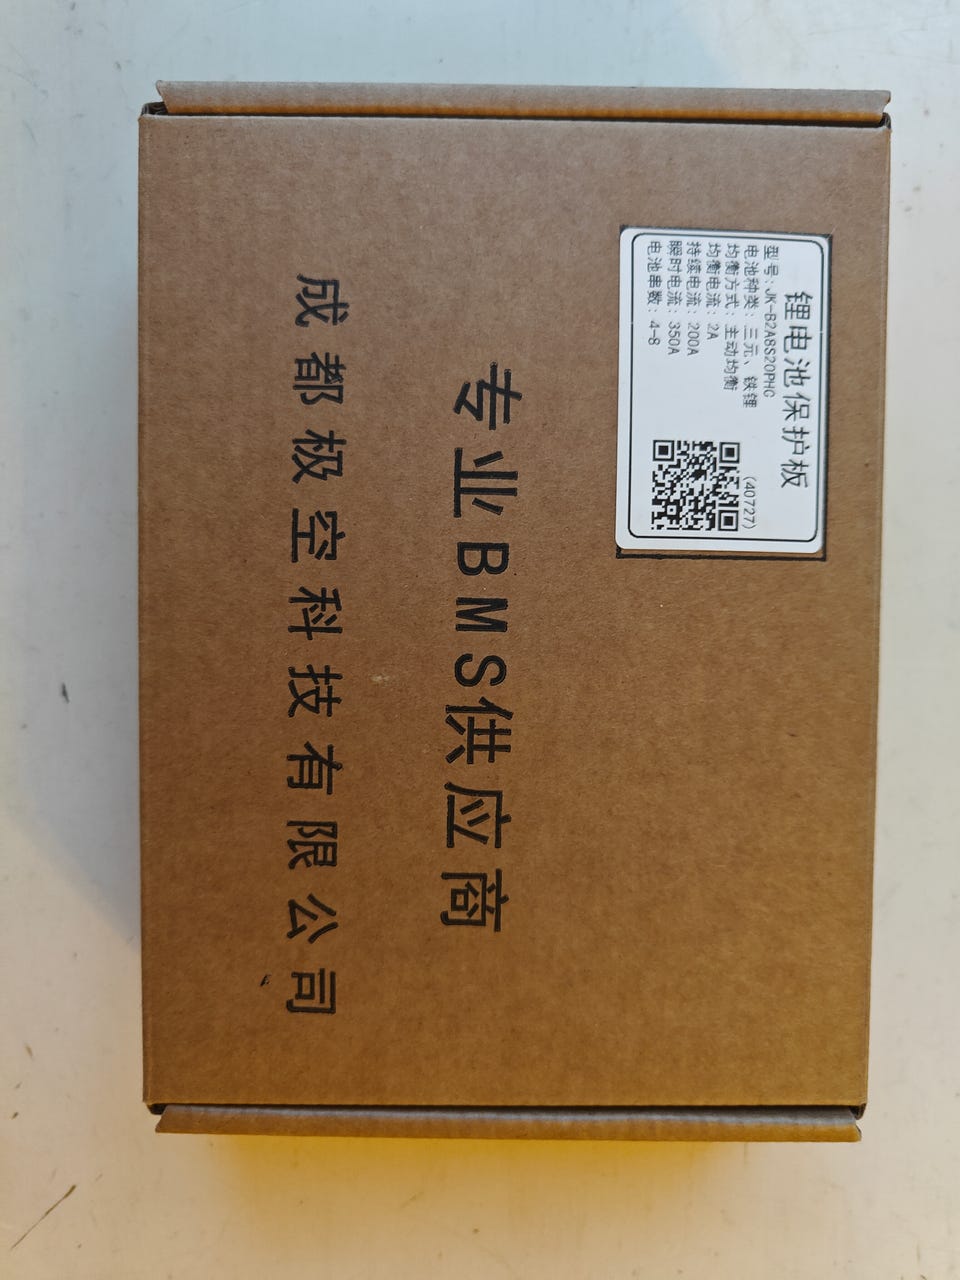 锂电池保护板
型号: JK-B2A8S20PHG
电池种类: 三元、铁锂
均衡方式: 主动均衡
均衡电流: 2A
持续电流: 200A
瞬时电流: 350A
电池串数: 4-8
(40727)
专业BMS供应商
成都极空科技有限公司